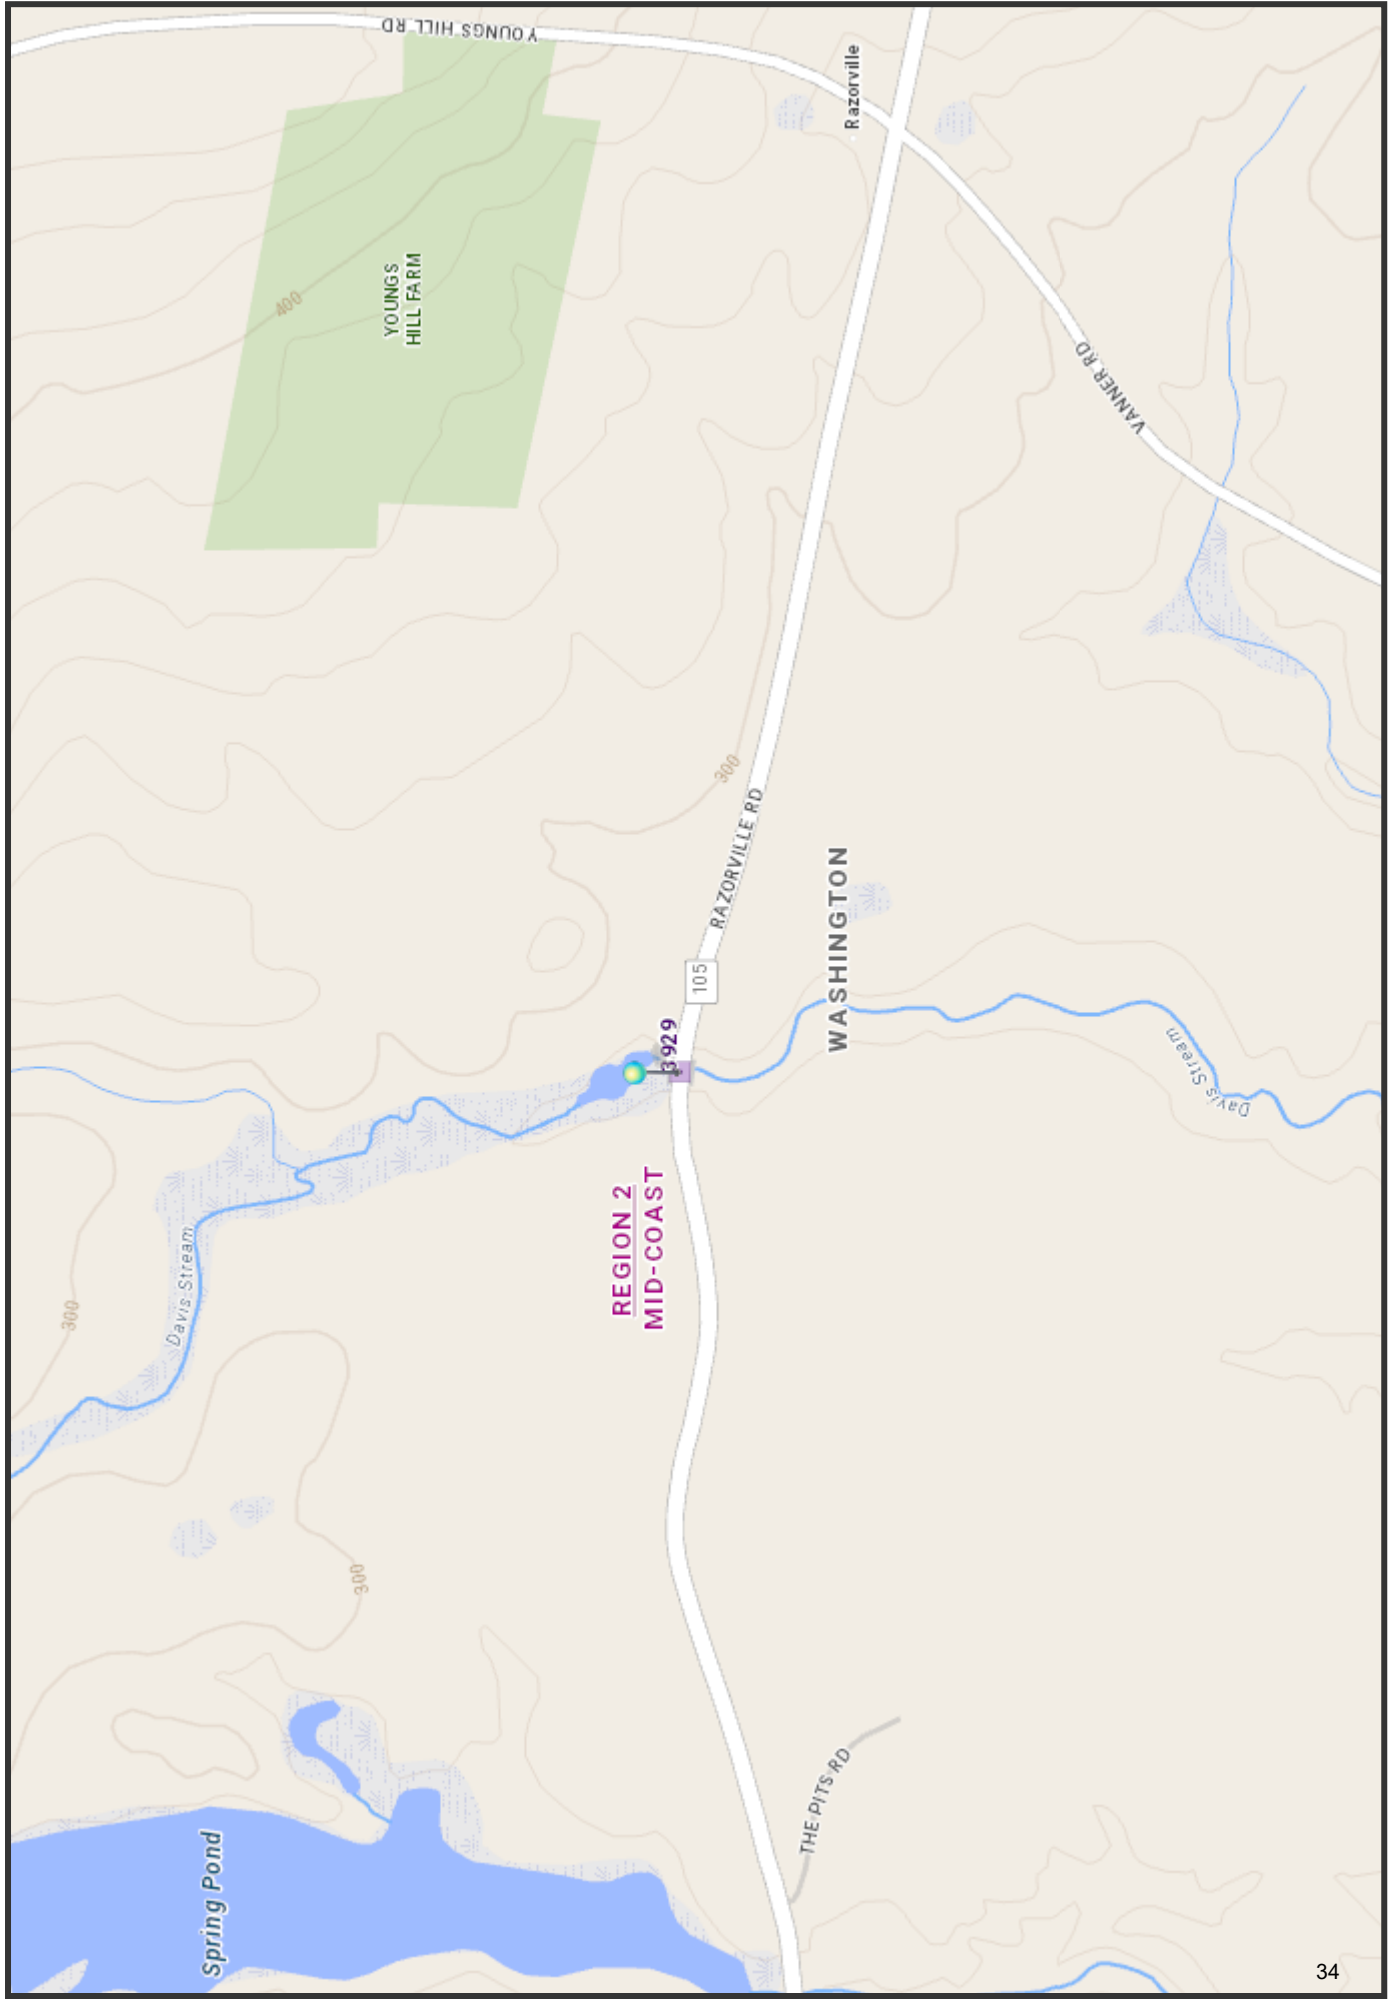 YOUNGS HILL RD
Razorville
YOUNGS
HILL FARM
400
VANNER RD
300
RAZORVILLE RD
WASHINGTON
105
3929
Davis Stream
REGION 2
MID-COAST
Davis Stream
300
300
THE PITS RD
Spring Pond
34